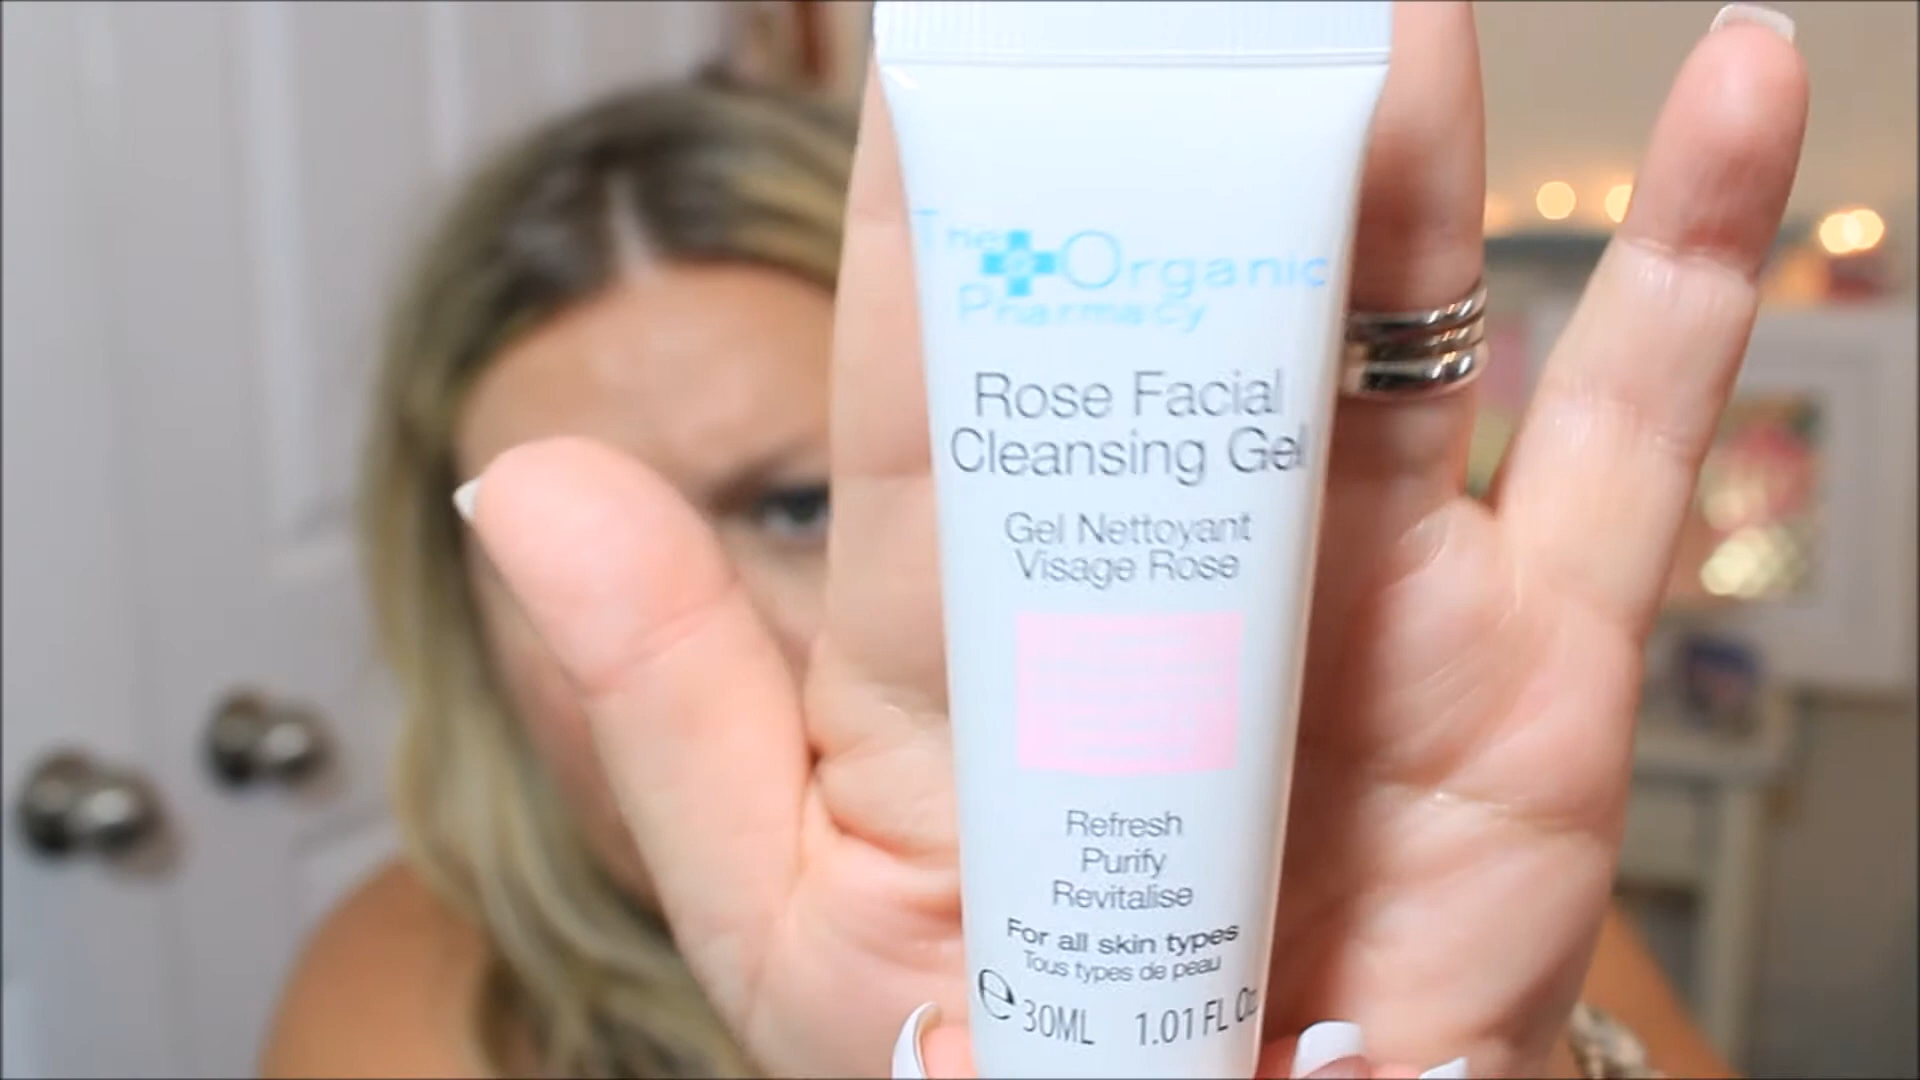 The Organic
Pharmacy
Rose Facial
Cleansing Gel
Gel Nettoyant
Visage Rose
Refresh
Purify
Revitalise
For all skin types
Tous types de peau
e 30ML 1.01 FL Oz